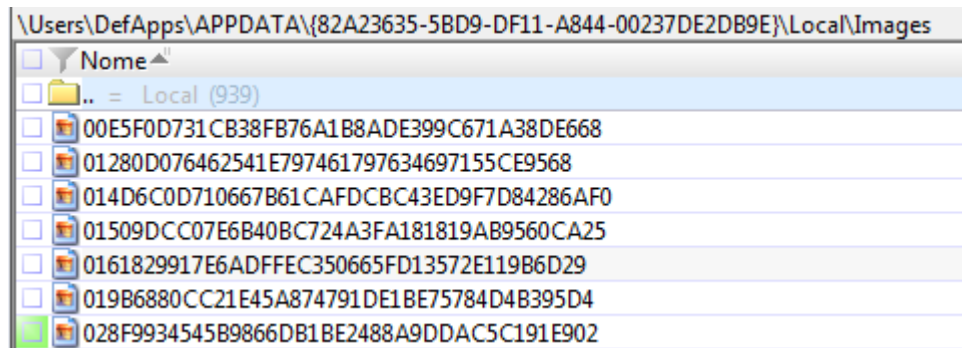 \Users\DefApps\APPDATA\{82A23635-5BD9-DF11-A844-00237DE2DB9E}\Local\Images
Nome
.. = Local (939)
00E5F0D731CB38FB76A1B8ADE399C671A38DE668
01280D076462541E797461797634697155CE9568
014D6C0D710667B61CAFDCBC43ED9F7D84286AF0
01509DCC07E6B40BC724A3FA181819AB9560CA25
0161829917E6ADFFEC350665FD13572E119B6D29
019B6880CC21E45A874791DE1BE75784D4B395D4
028F9934545B9866DB1BE2488A9DDAC5C191E902